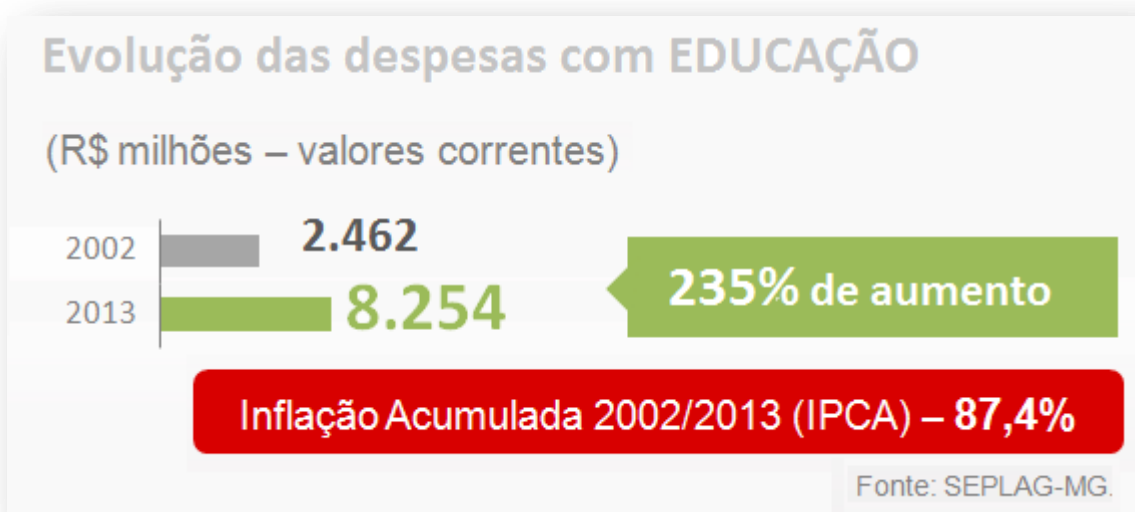 Evolução das despesas com EDUCAÇÃO
(R$ milhões – valores correntes)
2002 2.462
2013 8.254
235% de aumento
Inflação Acumulada 2002/2013 (IPCA) – 87,4%
Fonte: SEPLAG-MG.